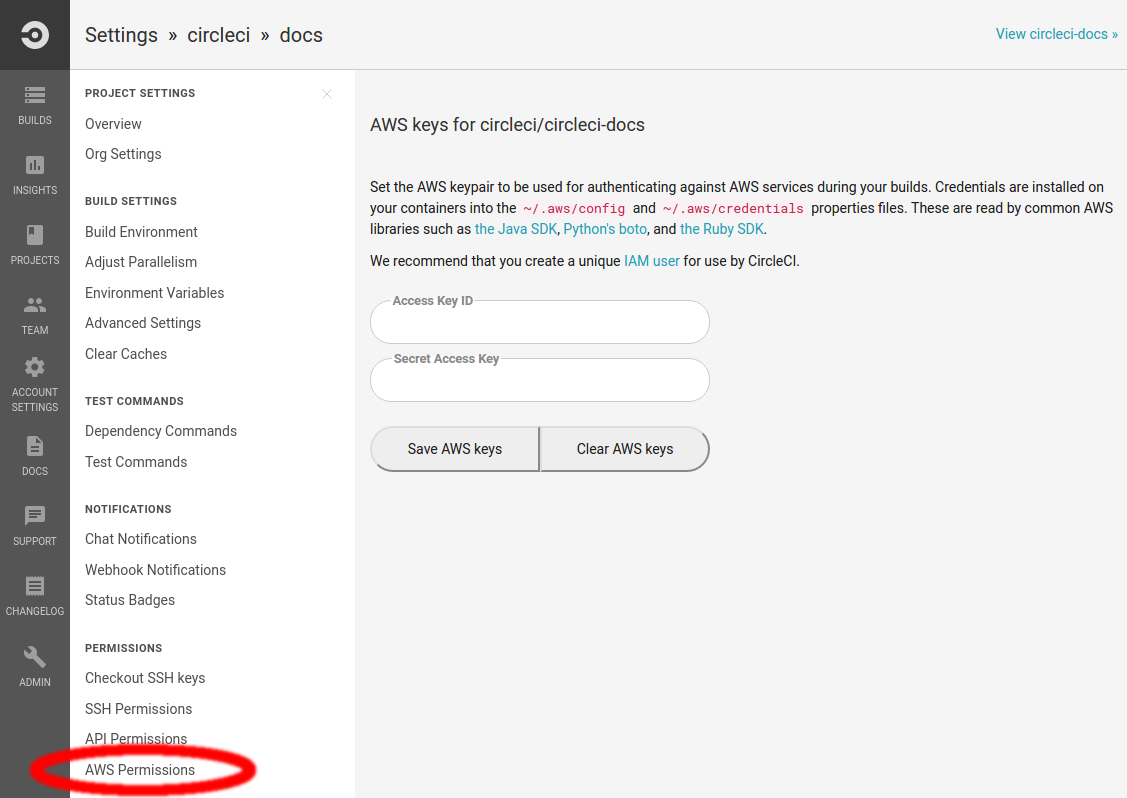 Settings » circleci » docs
View circleci-docs »
BUILDS
INSIGHTS
PROJECTS
TEAM
ACCOUNT
SETTINGS
DOCS
SUPPORT
CHANGELOG
ADMIN
PROJECT SETTINGS
Overview
Org Settings
BUILD SETTINGS
Build Environment
Adjust Parallelism
Environment Variables
Advanced Settings
Clear Caches
TEST COMMANDS
Dependency Commands
Test Commands
NOTIFICATIONS
Chat Notifications
Webhook Notifications
Status Badges
PERMISSIONS
Checkout SSH keys
SSH Permissions
API Permissions
AWS Permissions
AWS keys for circleci/circleci-docs
Set the AWS keypair to be used for authenticating against AWS services during your builds. Credentials are installed on
your containers into the ~/.aws/config and ~/.aws/credentials properties files. These are read by common AWS
libraries such as the Java SDK, Python's boto, and the Ruby SDK.
We recommend that you create a unique IAM user for use by CircleCI.
Access Key ID
Secret Access Key
Save AWS keys
Clear AWS keys